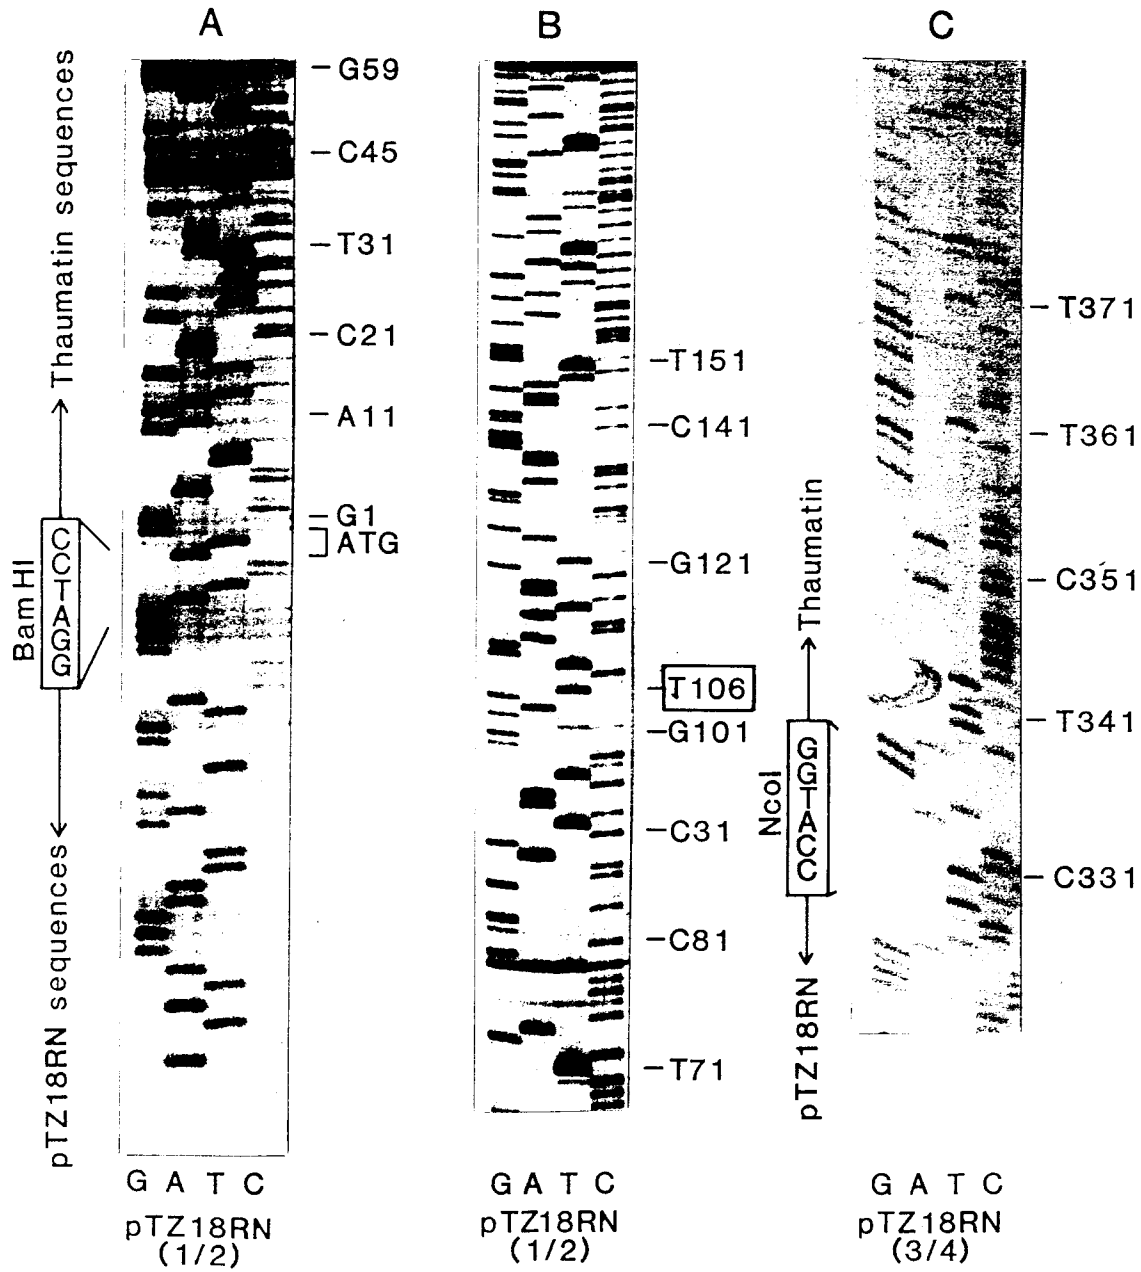 A
B
C
Thaumatin sequences
BamHI
CCTAGG
pTZ18RN sequences
G59
C45
T31
C21
A11
G1
ATG
T151
C141
G121
T106
G101
C31
C81
T71
Thaumatin
NcoI
GGTACC
pTZ18RN
T371
T361
C351
T341
C331
G A T C
pTZ18RN
(1/2)
G A T C
pTZ18RN
(1/2)
G A T C
pTZ18RN
(3/4)